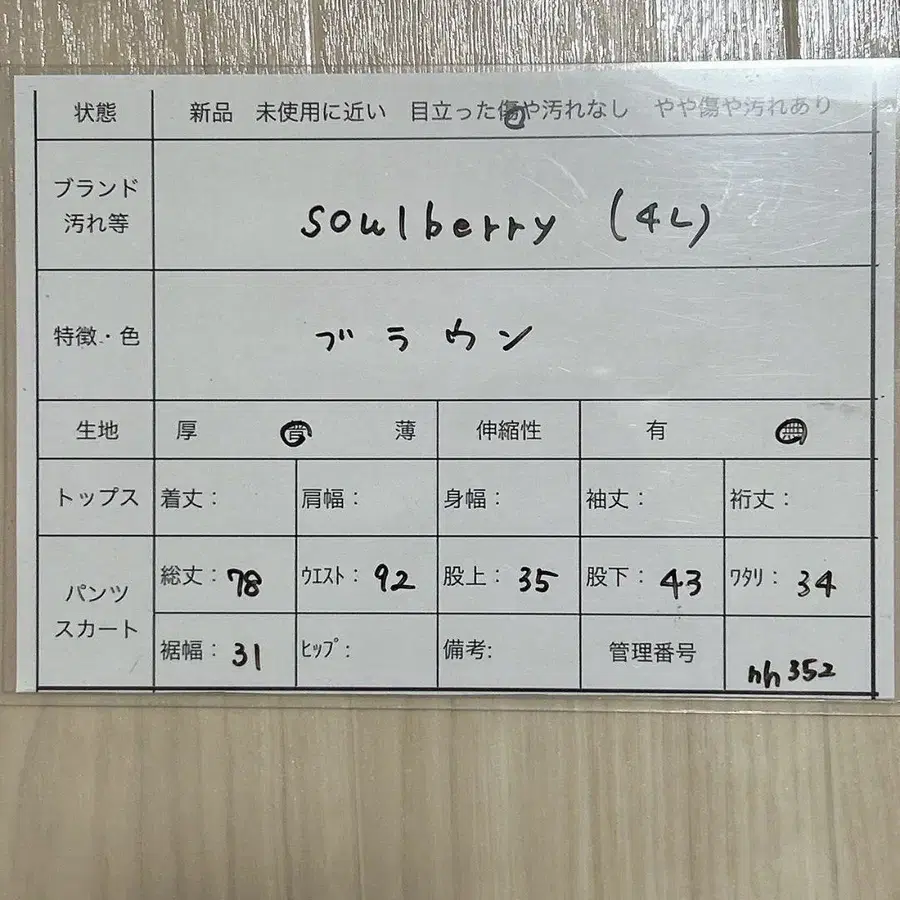 状態 新品 未使用に近い 目立った傷や汚れなし やや傷や汚れあり
ブランド
汚れ等
soulberry (4L)
特徴・色 ブラウン
生地 厚 普 薄 伸縮性 有 無
トップス 着丈: 肩幅: 身幅: 袖丈: 裄丈:
パンツ
スカート
総丈: 78 ウエスト: 92 股上: 35 股下: 43 ワタリ: 34
裾幅: 31 ヒップ: 備考: 管理番号 nh352